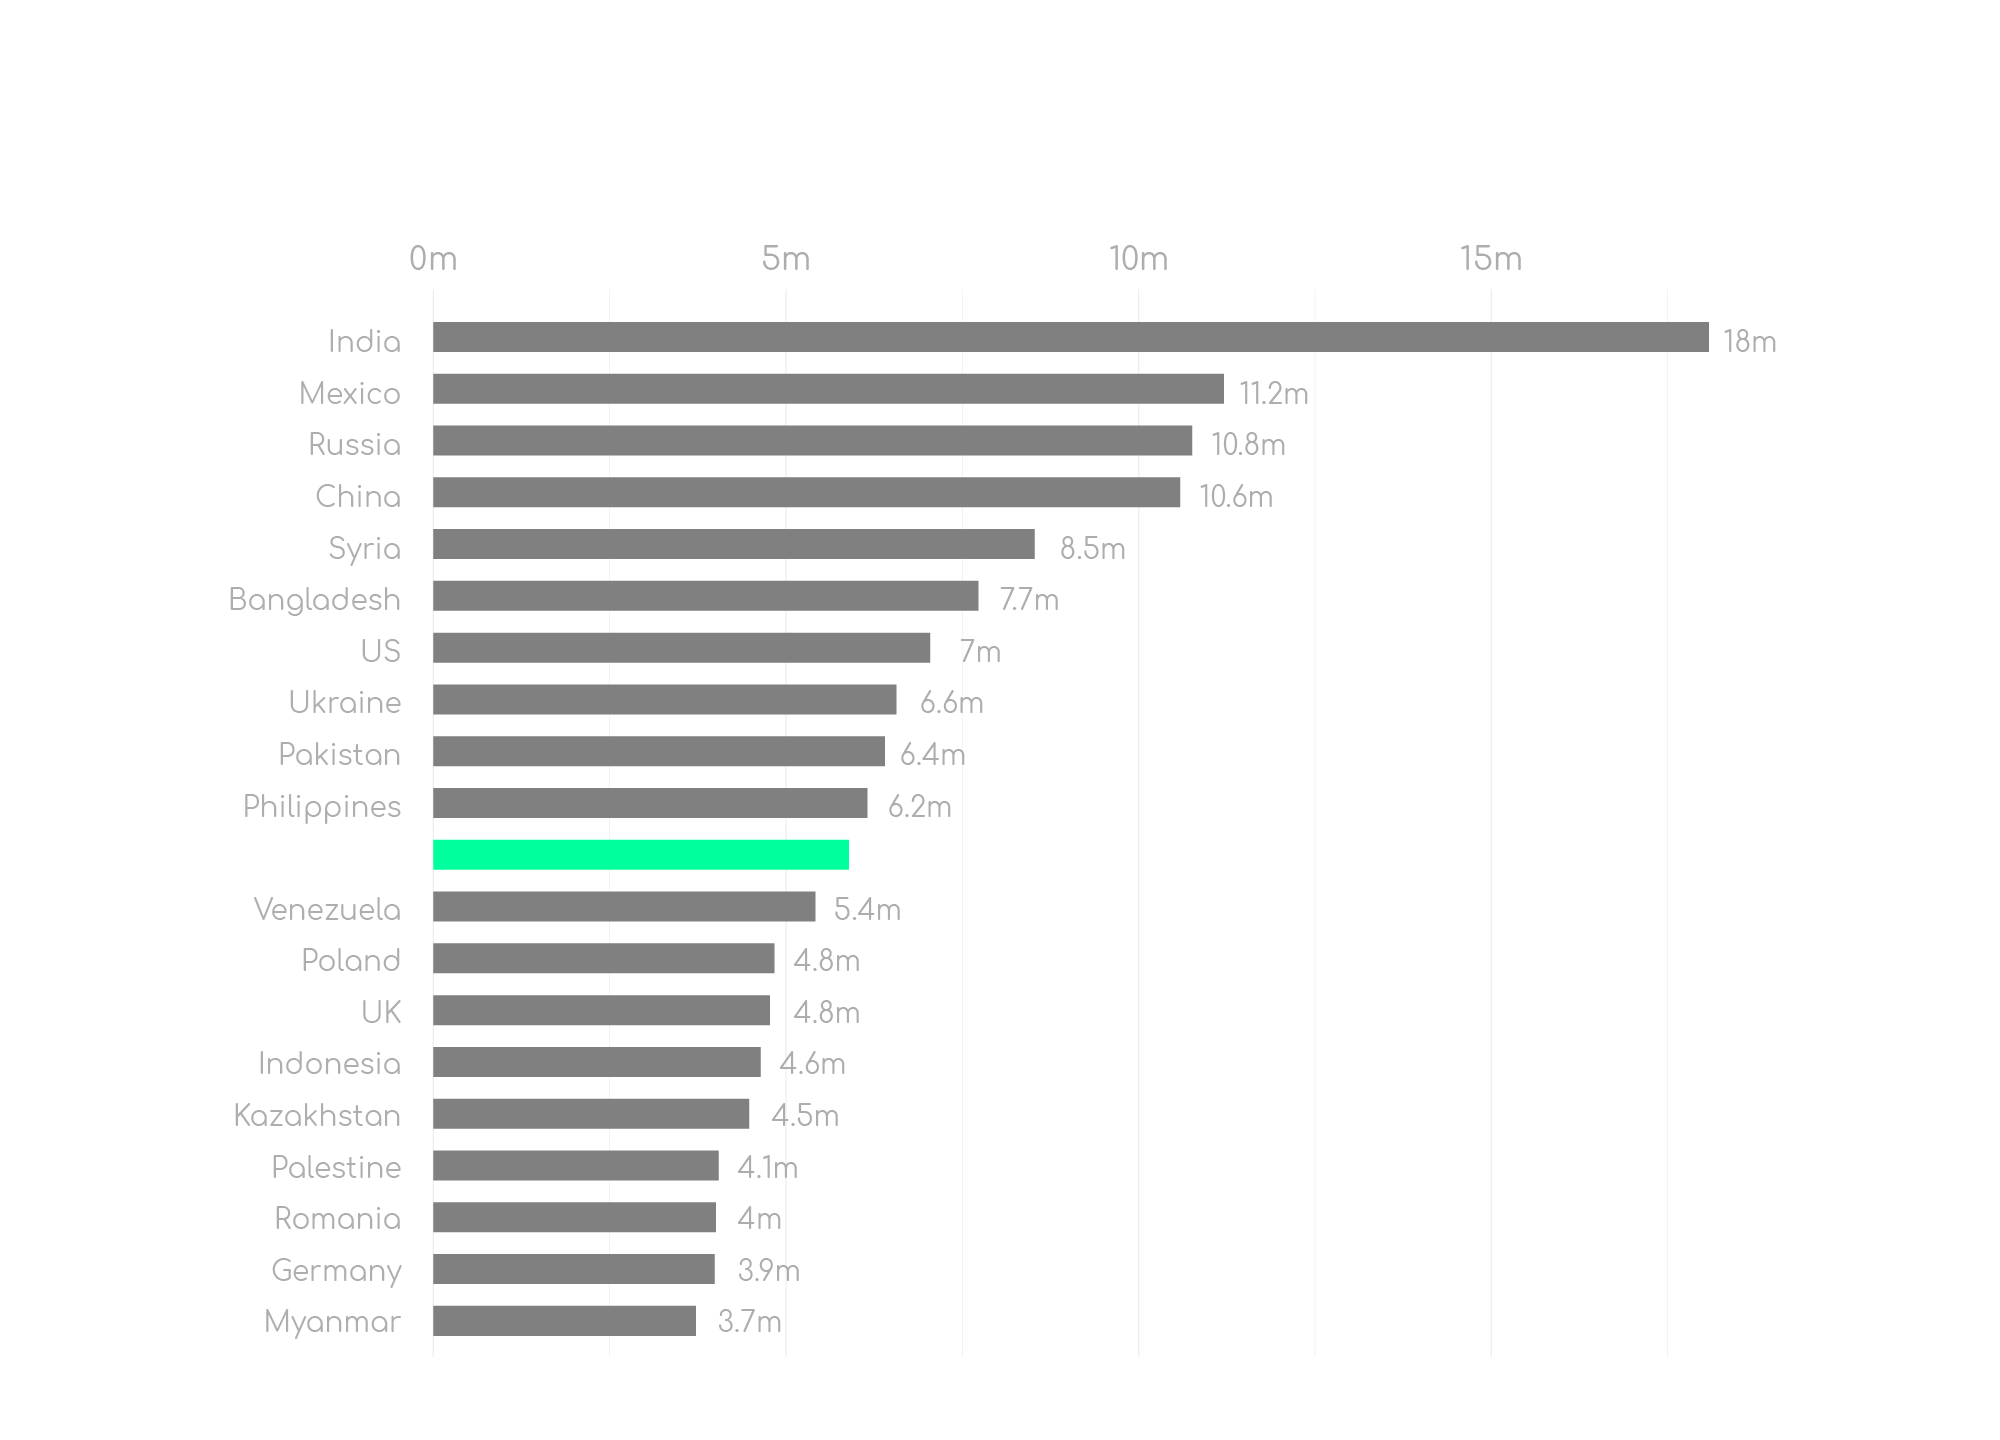 0m 5m 10m 15m
India 18m
Mexico 11.2m
Russia 10.8m
China 10.6m
Syria 8.5m
Bangladesh 7.7m
US 7m
Ukraine 6.6m
Pakistan 6.4m
Philippines 6.2m
Venezuela 5.4m
Poland 4.8m
UK 4.8m
Indonesia 4.6m
Kazakhstan 4.5m
Palestine 4.1m
Romania 4m
Germany 3.9m
Myanmar 3.7m